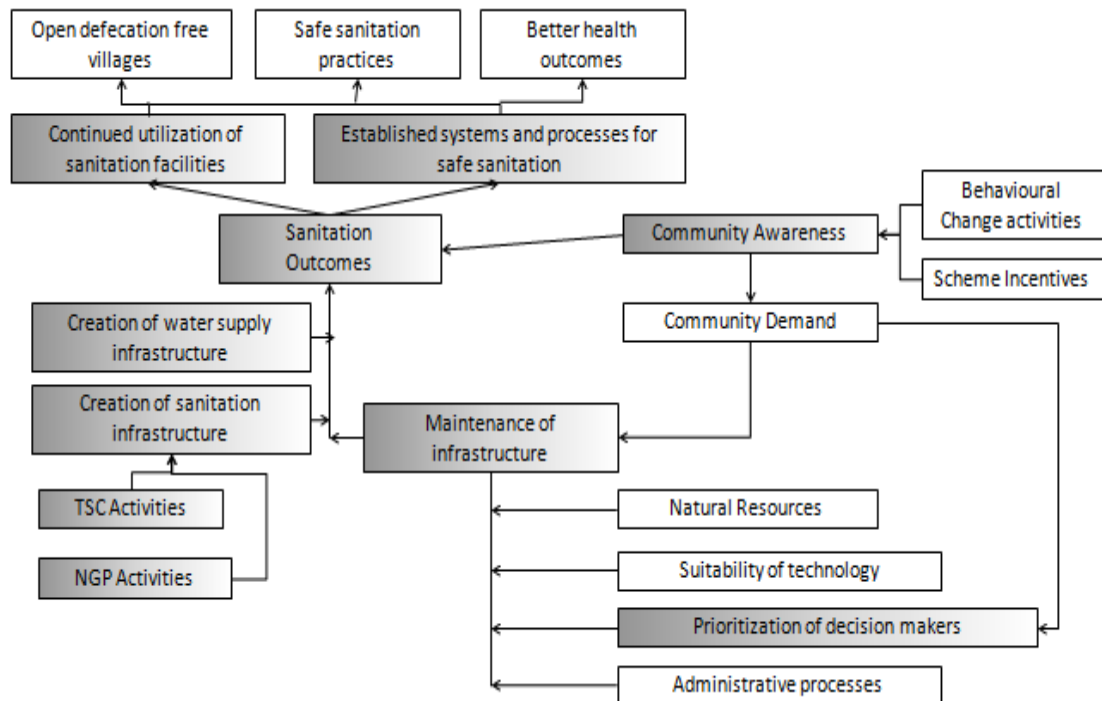 Open defecation free
villages
Safe sanitation
practices
Better health
outcomes
Continued utilization of
sanitation facilities
Established systems and processes for
safe sanitation
Behavioural
Change activities
Sanitation
Outcomes
Community Awareness
Scheme Incentives
Creation of water supply
infrastructure
Community Demand
Creation of sanitation
infrastructure
Maintenance of
infrastructure
TSC Activities
Natural Resources
NGP Activities
Suitability of technology
Prioritization of decision makers
Administrative processes